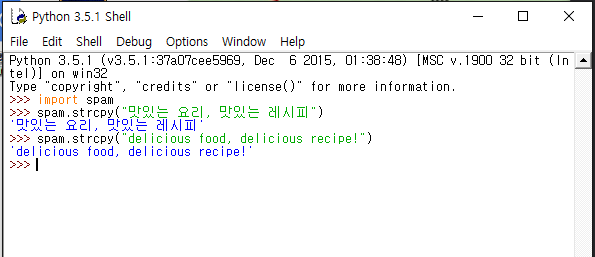 Python 3.5.1 Shell
File Edit Shell Debug Options Window Help
Python 3.5.1 (v3.5.1:37a07cee5969, Dec  6 2015, 01:38:48) [MSC v.1900 32 bit (In
tel)] on win32
Type "copyright", "credits" or "license()" for more information.
>>> import spam
>>> spam.strcpy("맛있는 요리, 맛있는 레시피")
'맛있는 요리, 맛있는 레시피'
>>> spam.strcpy("delicious food, delicious recipe!")
'delicious food, delicious recipe!'
>>>